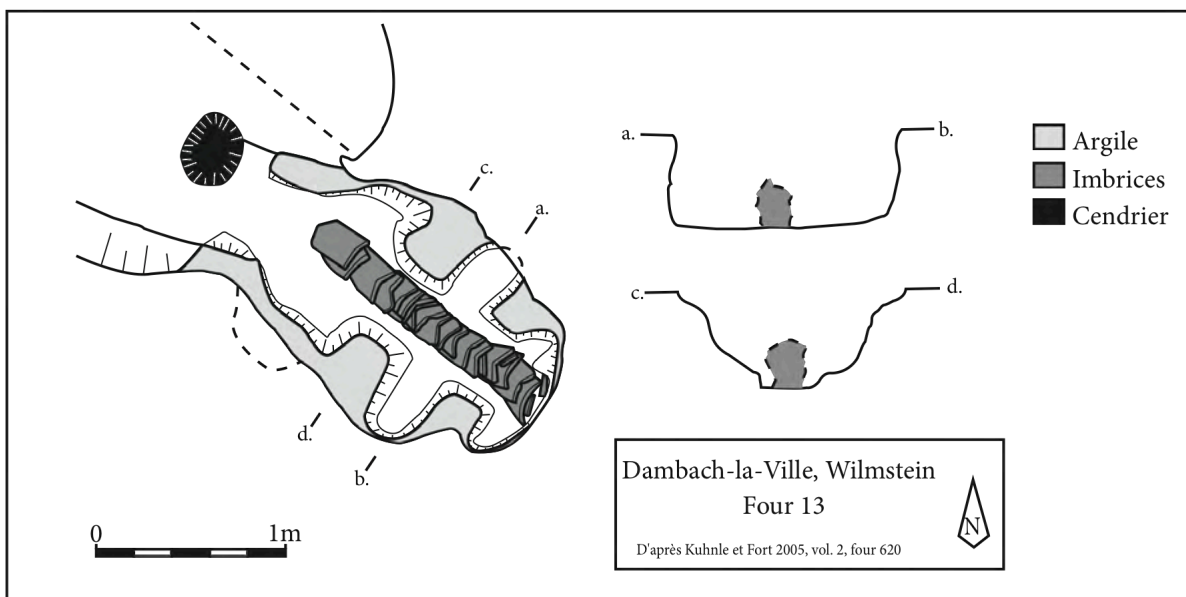 c.
a.
d.
b.
0 1m
a. b.
c. d.
Argile
Imbrices
Cendrier
Dambach-la-Ville, Wilmstein
Four 13
D'après Kuhnle et Fort 2005, vol. 2, four 620
N